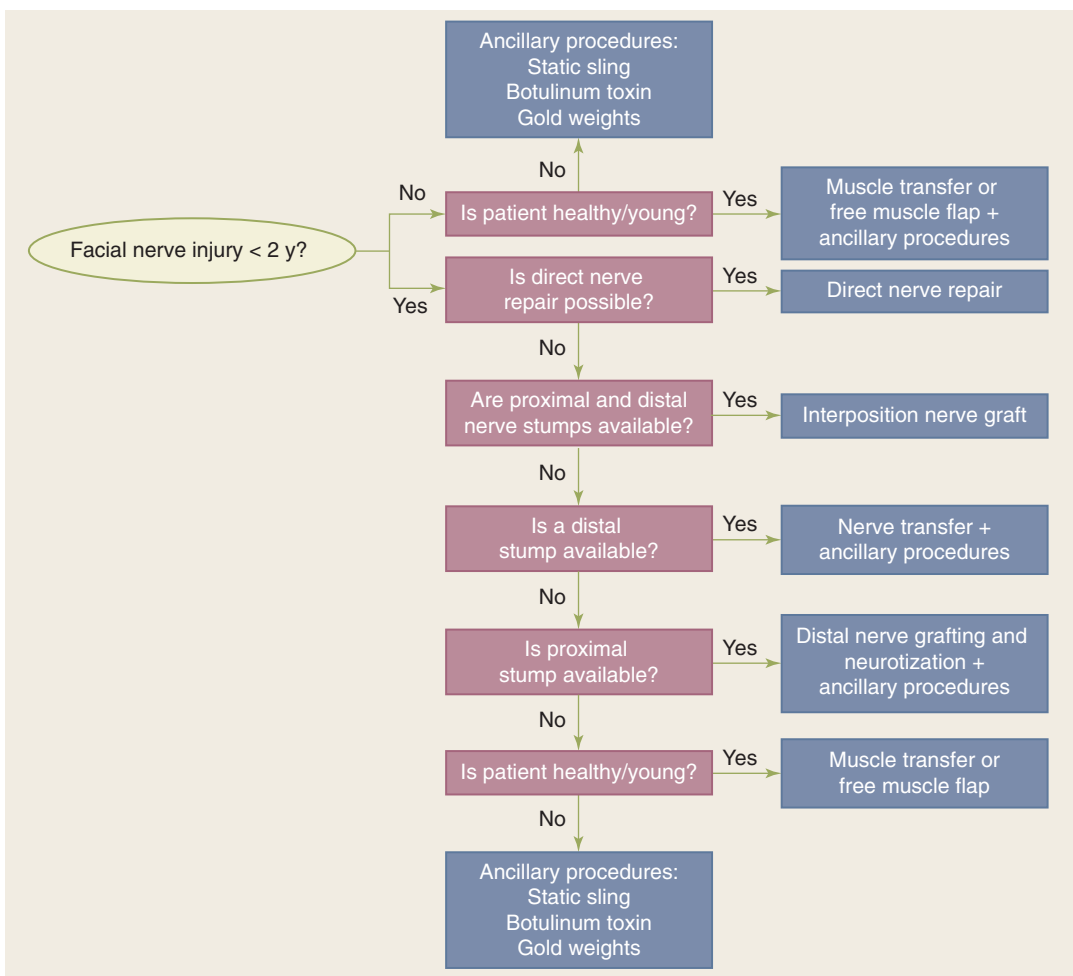 Ancillary procedures:
Static sling
Botulinum toxin
Gold weights
No
No
Is patient healthy/young?
Yes
Muscle transfer or
free muscle flap +
ancillary procedures
Facial nerve injury < 2 y?
Yes
Is direct nerve
repair possible?
Yes
Direct nerve repair
No
Are proximal and distal
nerve stumps available?
Yes
Interposition nerve graft
No
Is a distal
stump available?
Yes
Nerve transfer +
ancillary procedures
No
Is proximal
stump available?
Yes
Distal nerve grafting and
neurotization +
ancillary procedures
No
Is patient healthy/young?
Yes
Muscle transfer or
free muscle flap
No
Ancillary procedures:
Static sling
Botulinum toxin
Gold weights